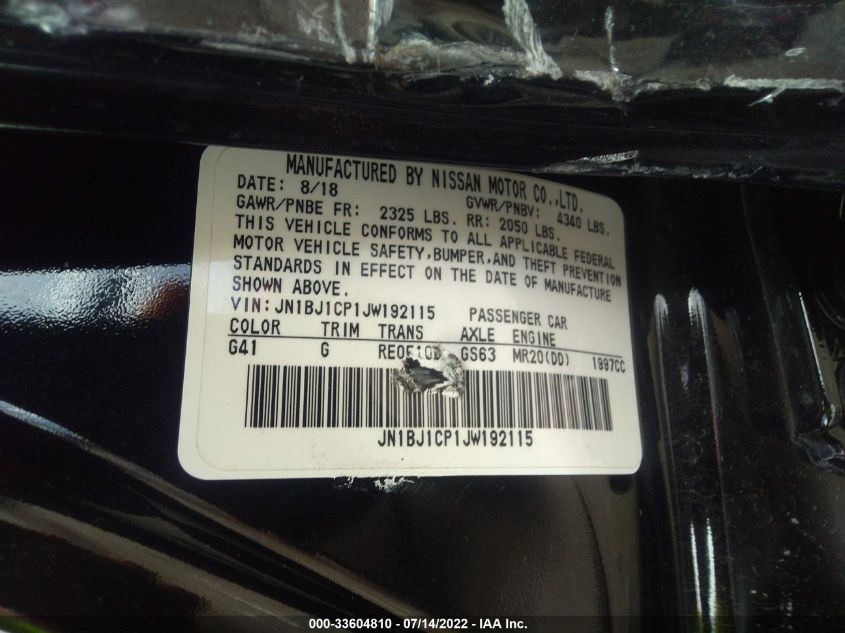 MANUFACTURED BY NISSAN MOTOR CO.,LTD.
DATE: 8/18 GVWR/PNBV: 4340 LBS.
GAWR/PNBE FR: 2325 LBS. RR: 2050 LBS.
THIS VEHICLE CONFORMS TO ALL APPLICABLE FEDERAL
MOTOR VEHICLE SAFETY,BUMPER,AND THEFT PREVENTION
STANDARDS IN EFFECT ON THE DATE OF MANUFACTURE
SHOWN ABOVE.
VIN:JN1BJ1CP1JW192115 PASSENGER CAR
COLOR TRIM TRANS AXLE ENGINE
G41 G GS63 MR20(DD) 1997CC
JN1BJ1CP1JW192115
000-33604810 - 07/14/2022 - IAA Inc.